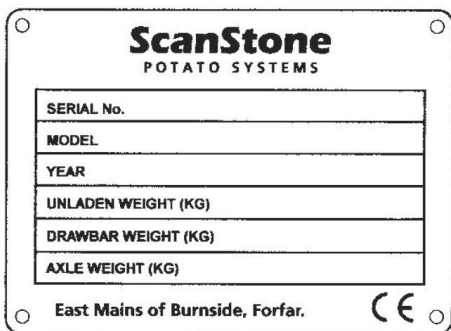 ScanStone
POTATO SYSTEMS
SERIAL No.
MODEL
YEAR
UNLADEN WEIGHT (KG)
DRAWBAR WEIGHT (KG)
AXLE WEIGHT (KG)
East Mains of Burnside, Forfar. CE